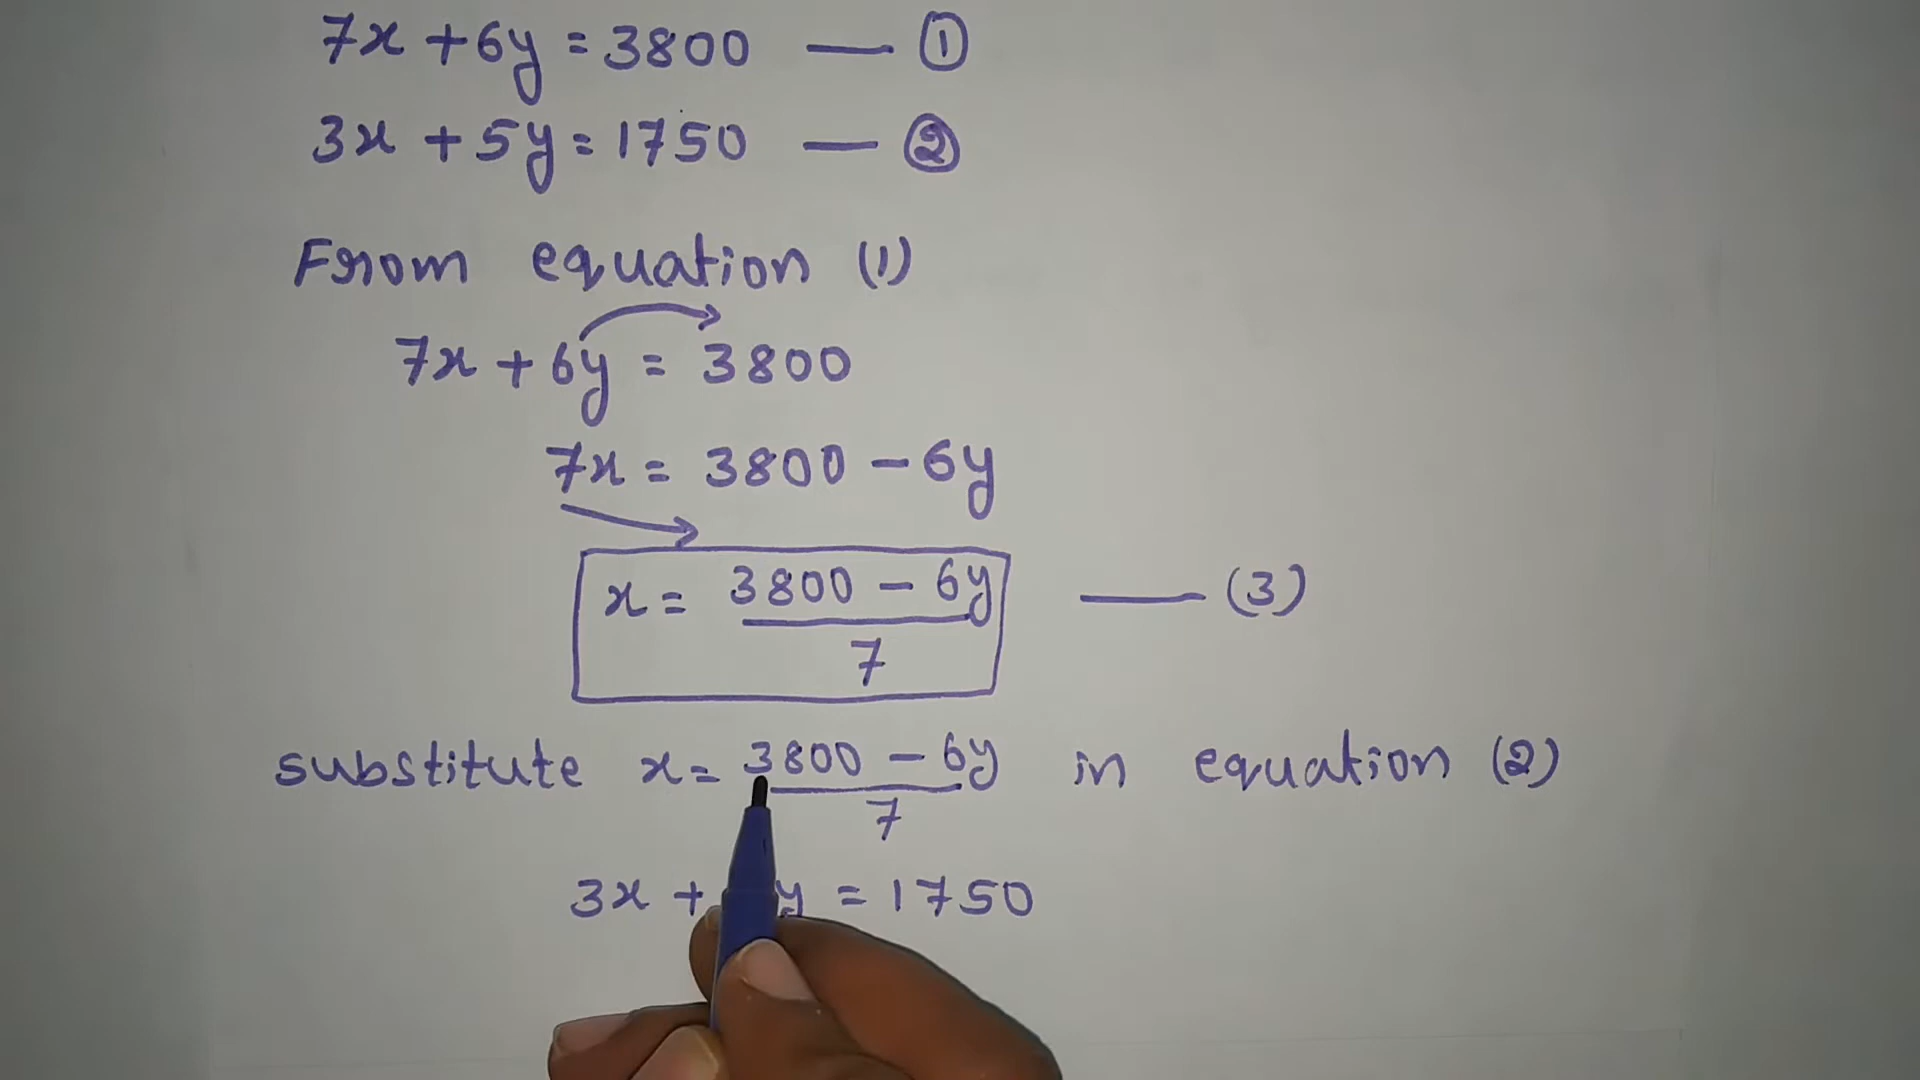 7x + 6y = 3800 — ①
3x + 5y = 1750 — ②
From equation (1)
7x + 6y = 3800
7x = 3800 - 6y
x = 3800 - 6y / 7 — (3)
substitute x = 3800 - 6y / 7 in equation (2)
3x + y = 1750